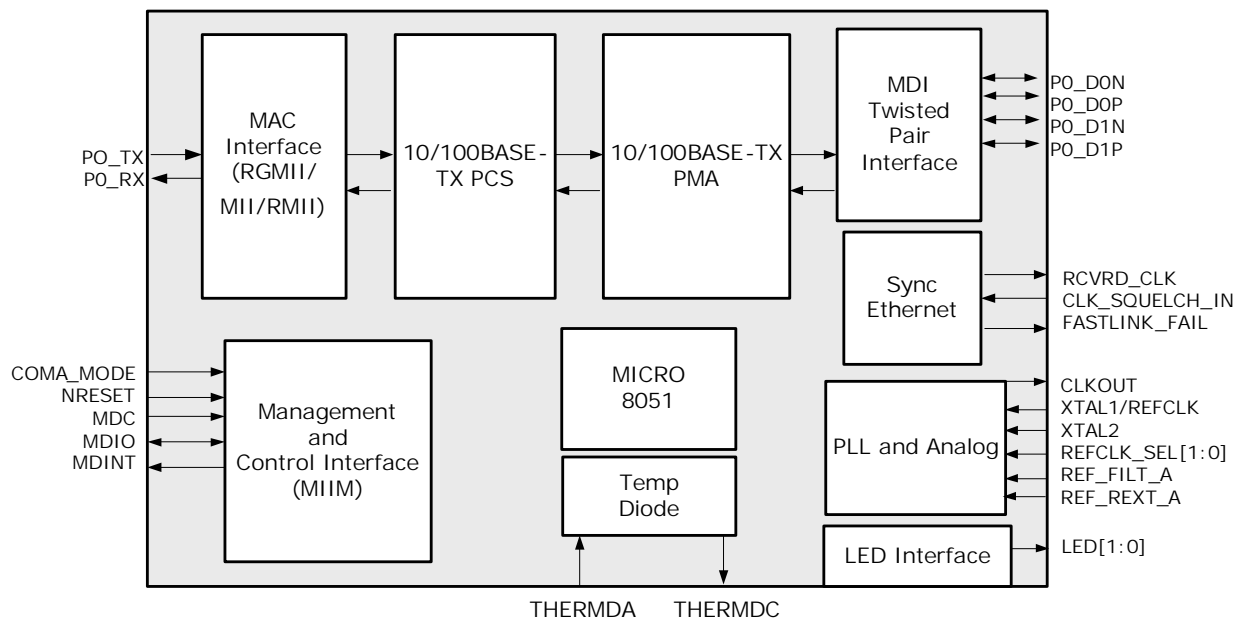 MAC
Interface
(RGMII/
MII/RMII)
10/100BASE-
TX PCS
10/100BASE-TX
PMA
MDI
Twisted
Pair
Interface
PO_TX
P0_RX
P0_D0N
P0_D0P
P0_D1N
P0_D1P
Sync
Ethernet
RCVRD_CLK
CLK_SQUELCH_IN
FASTLINK_FAIL
COMA_MODE
NRESET
MDC
MDIO
MDINT
Management
and
Control Interface
(MIIM)
MICRO
8051
Temp
Diode
PLL and Analog
CLKOUT
XTAL1/REFCLK
XTAL2
REFCLK_SEL[1:0]
REF_FILT_A
REF_REXT_A
LED Interface
LED[1:0]
THERMDA
THERMDC